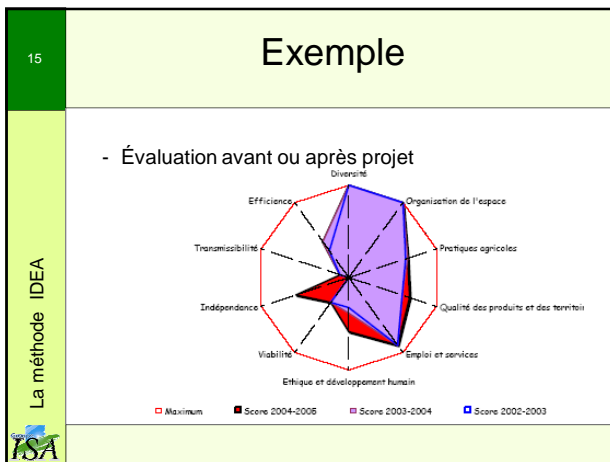 15
Exemple
La méthode IDEA
- Évaluation avant ou après projet
Diversité
Efficience
Organisation de l'espace
Transmissibilité
Pratiques agricoles
Indépendance
Qualité des produits et des territoir
Viabilité
Emploi et services
Ethique et développement humain
Maximum
Score 2004-2005
Score 2003-2004
Score 2002-2003
ISA